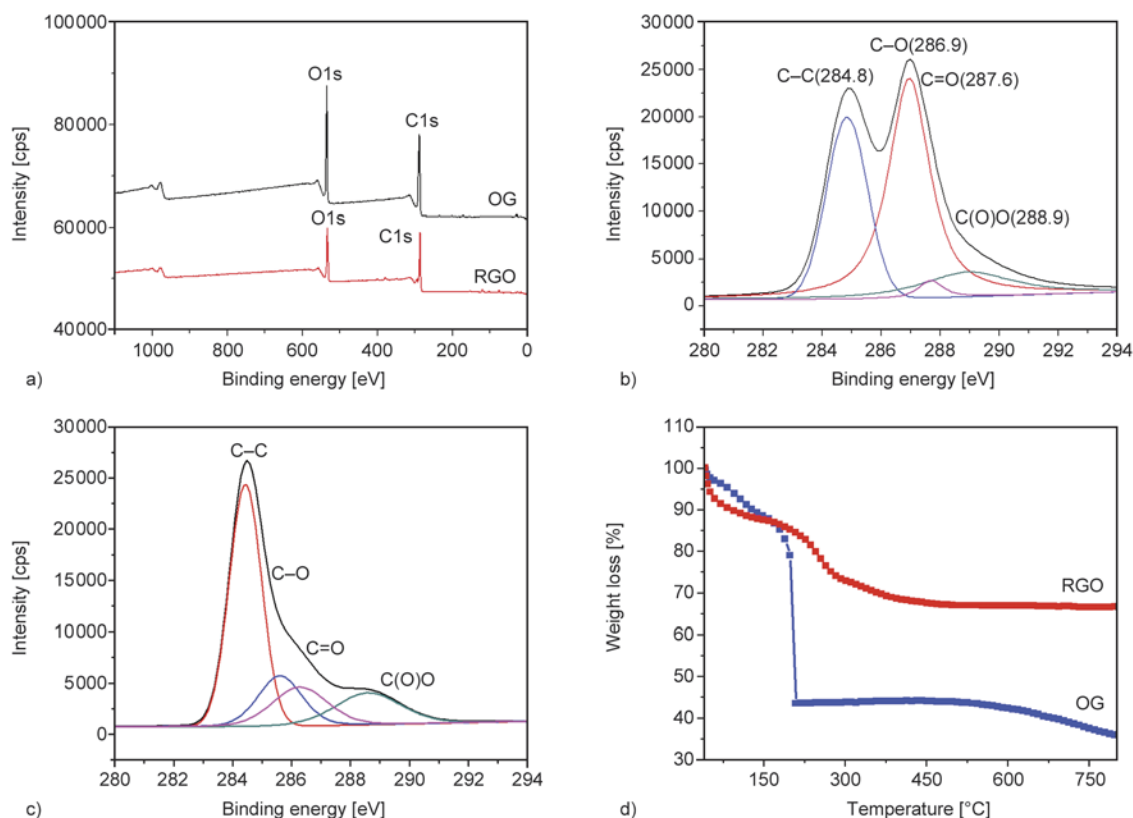 100000
80000
60000
40000
Intensity [cps]
O1s
C1s
OG
O1s
C1s
RGO
1000 800 600 400 200 0
Binding energy [eV]
a)
30000
25000
20000
15000
10000
5000
0
Intensity [cps]
C–O(286.9)
C–C(284.8)
C=O(287.6)
C(O)O(288.9)
280 282 284 286 288 290 292 294
Binding energy [eV]
b)
30000
25000
20000
15000
10000
5000
0
Intensity [cps]
C–C
C–O
C=O
C(O)O
280 282 284 286 288 290 292 294
Binding energy [eV]
c)
110
100
90
80
70
60
50
40
30
Weight loss [%]
RGO
OG
150 300 450 600 750
Temperature [°C]
d)